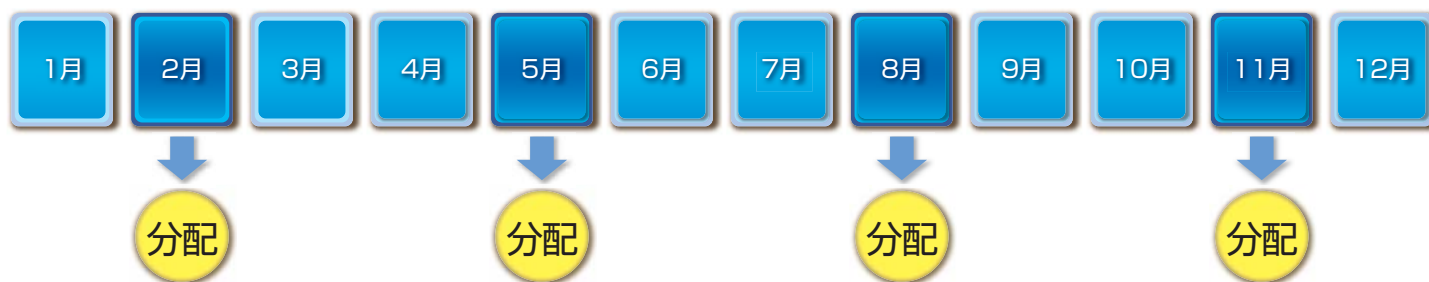 1月 2月 3月 4月 5月 6月 7月 8月 9月 10月 11月 12月
分配 分配 分配 分配